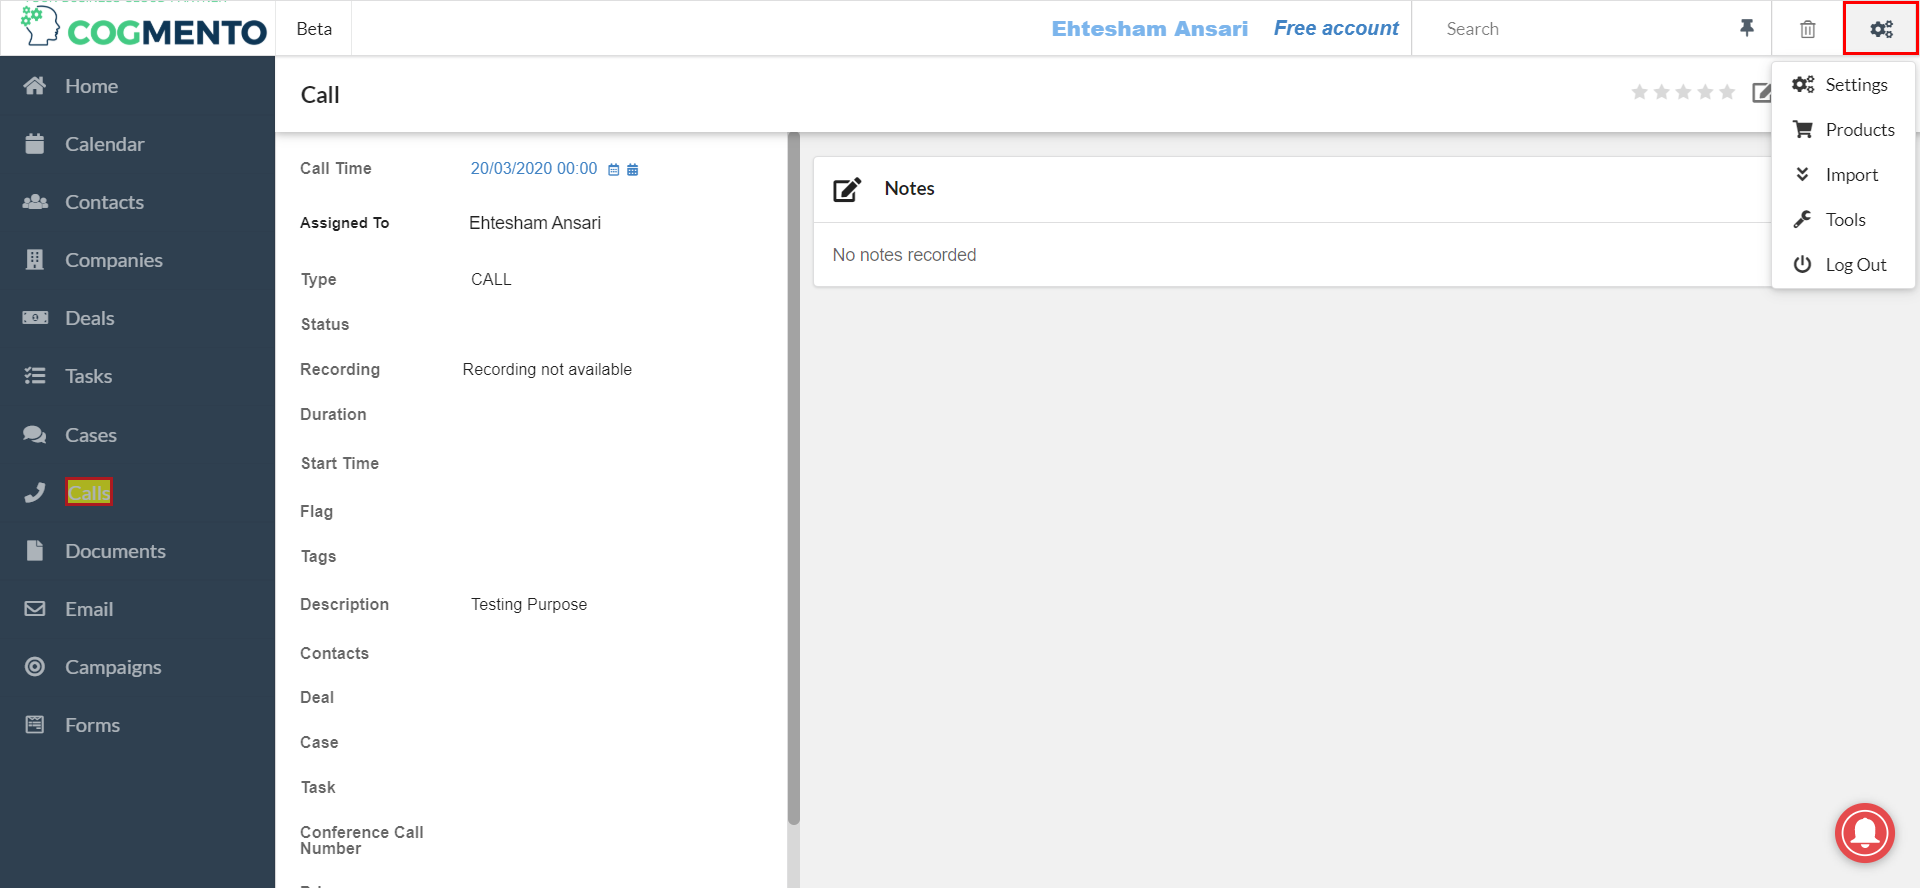 COGMENTO
Beta
Ehtesham Ansari
Free account
Search
Home
Calendar
Contacts
Companies
Deals
Tasks
Cases
Calls
Documents
Email
Campaigns
Forms
Call
Call Time
20/03/2020 00:00
Assigned To
Ehtesham Ansari
Type
CALL
Status
Recording
Recording not available
Duration
Start Time
Flag
Tags
Description
Testing Purpose
Contacts
Deal
Case
Task
Conference Call
Number
Notes
No notes recorded
Settings
Products
Import
Tools
Log Out